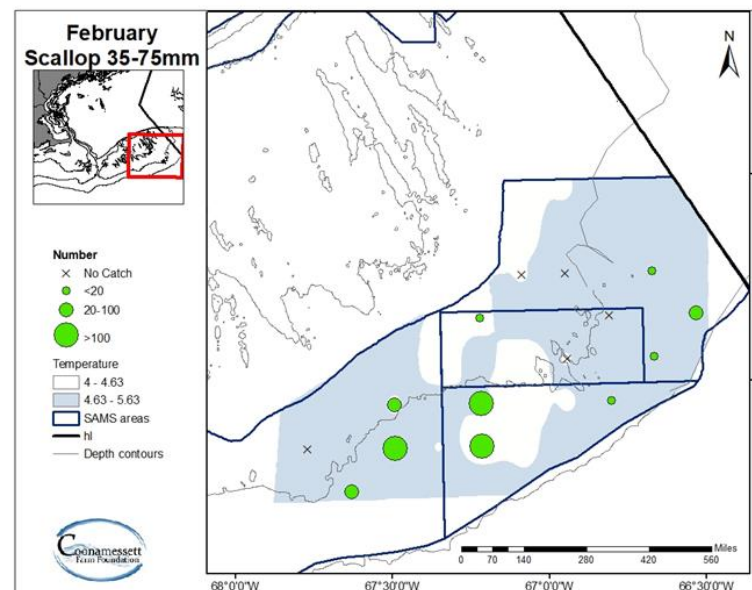 February
Scallop 35-75mm
Number
No Catch
<20
20-100
>100
Temperature
4 - 4.63
4.63 - 5.63
SAMS areas
hl
Depth contours
Coonamessett
Farm Foundation
N
Miles
0 70 140 280 420 560
68°0'0"W 67°30'0"W 67°0'0"W 66°30'0"W